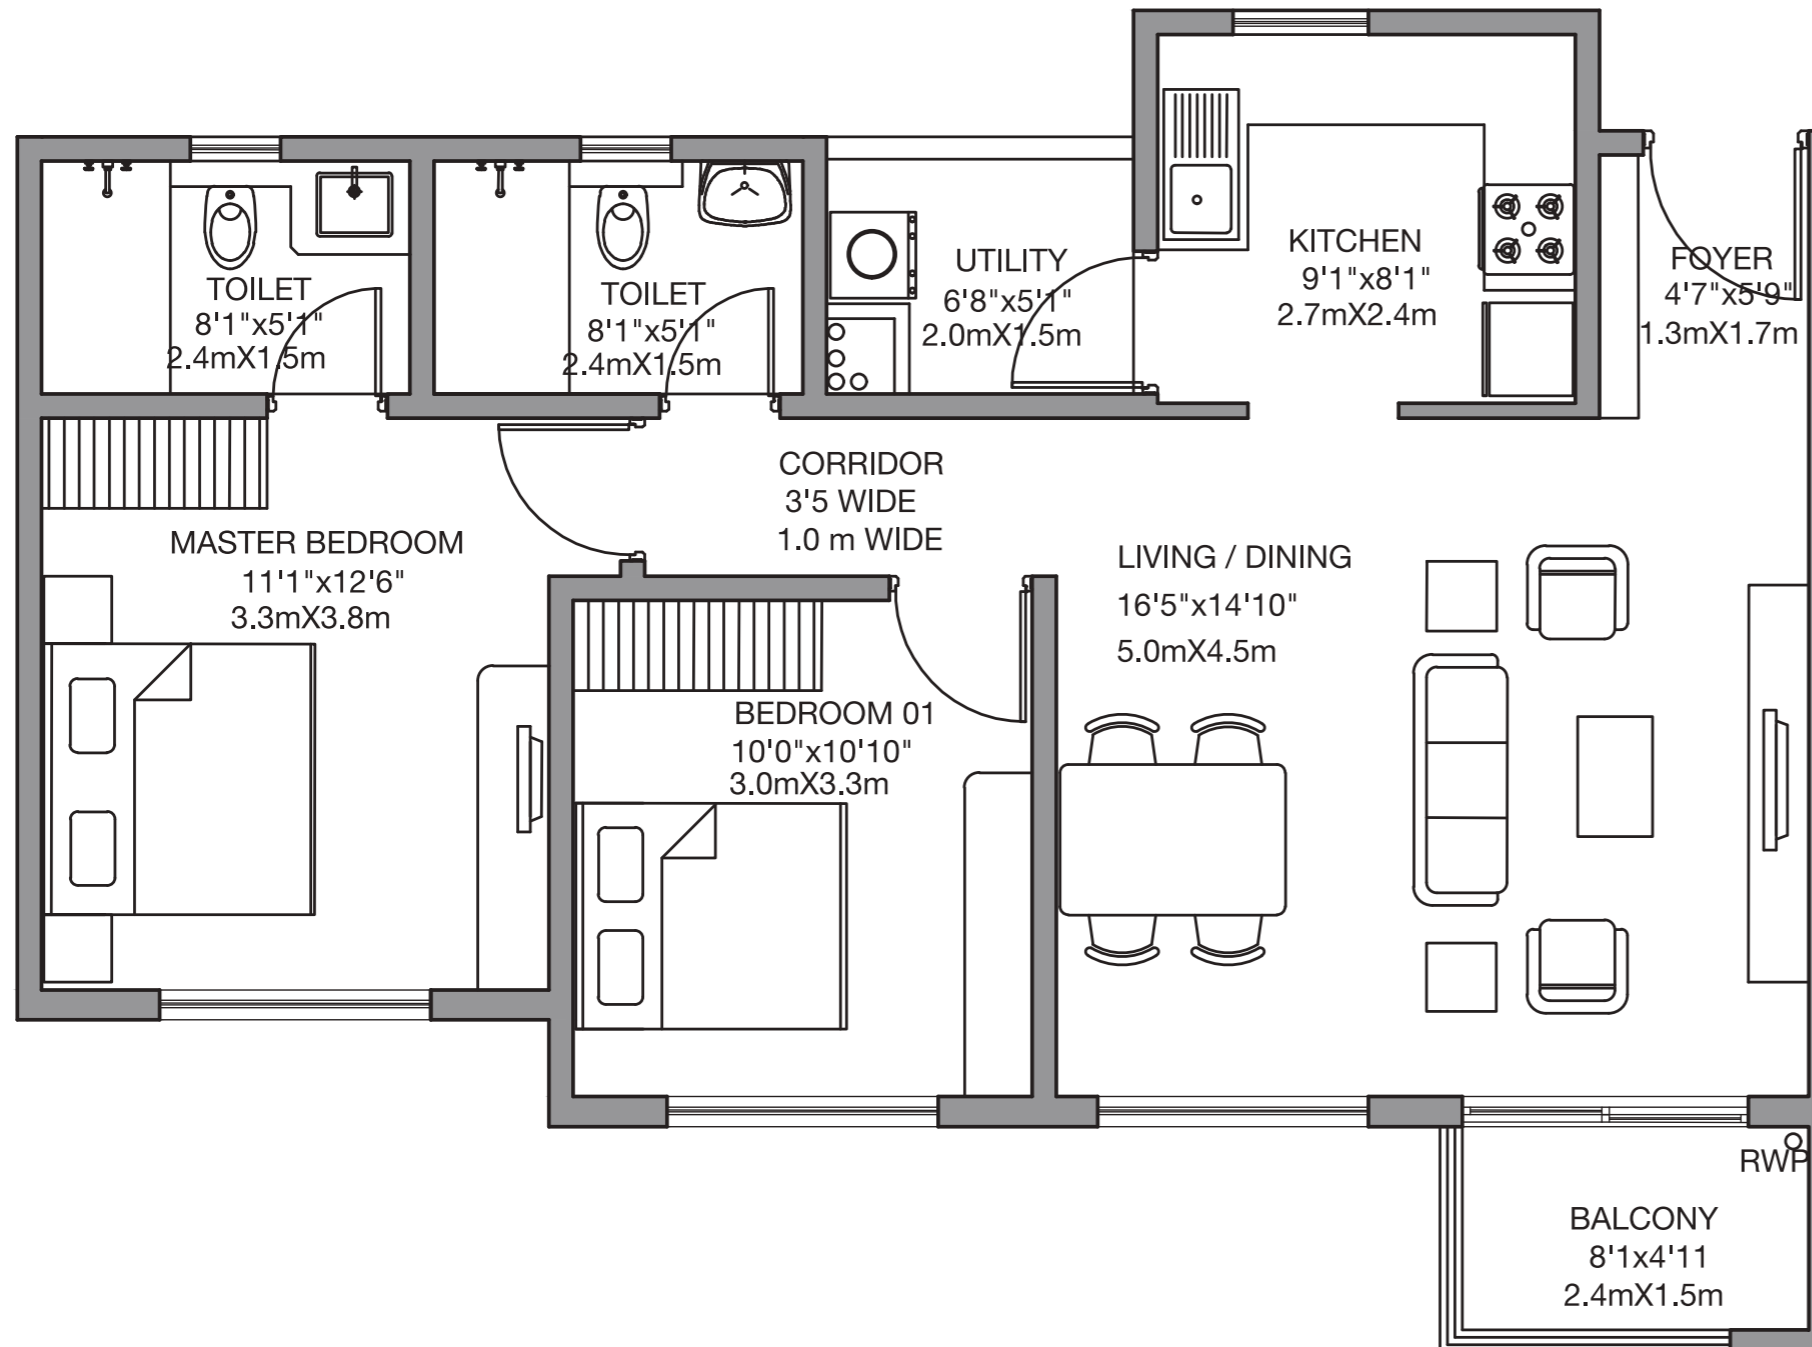 TOILET
8'1"x5'1"
2.4mX1.5m
TOILET
8'1"x5'1"
2.4mX1.5m
UTILITY
6'8"x5'1"
2.0mX1.5m
KITCHEN
9'1"x8'1"
2.7mX2.4m
FOYER
4'7"x5'9"
1.3mX1.7m
CORRIDOR
3'5 WIDE
1.0 m WIDE
MASTER BEDROOM
11'1"x12'6"
3.3mX3.8m
LIVING / DINING
16'5"x14'10"
5.0mX4.5m
BEDROOM 01
10'0"x10'10"
3.0mX3.3m
RWP
BALCONY
8'1x4'11
2.4mX1.5m